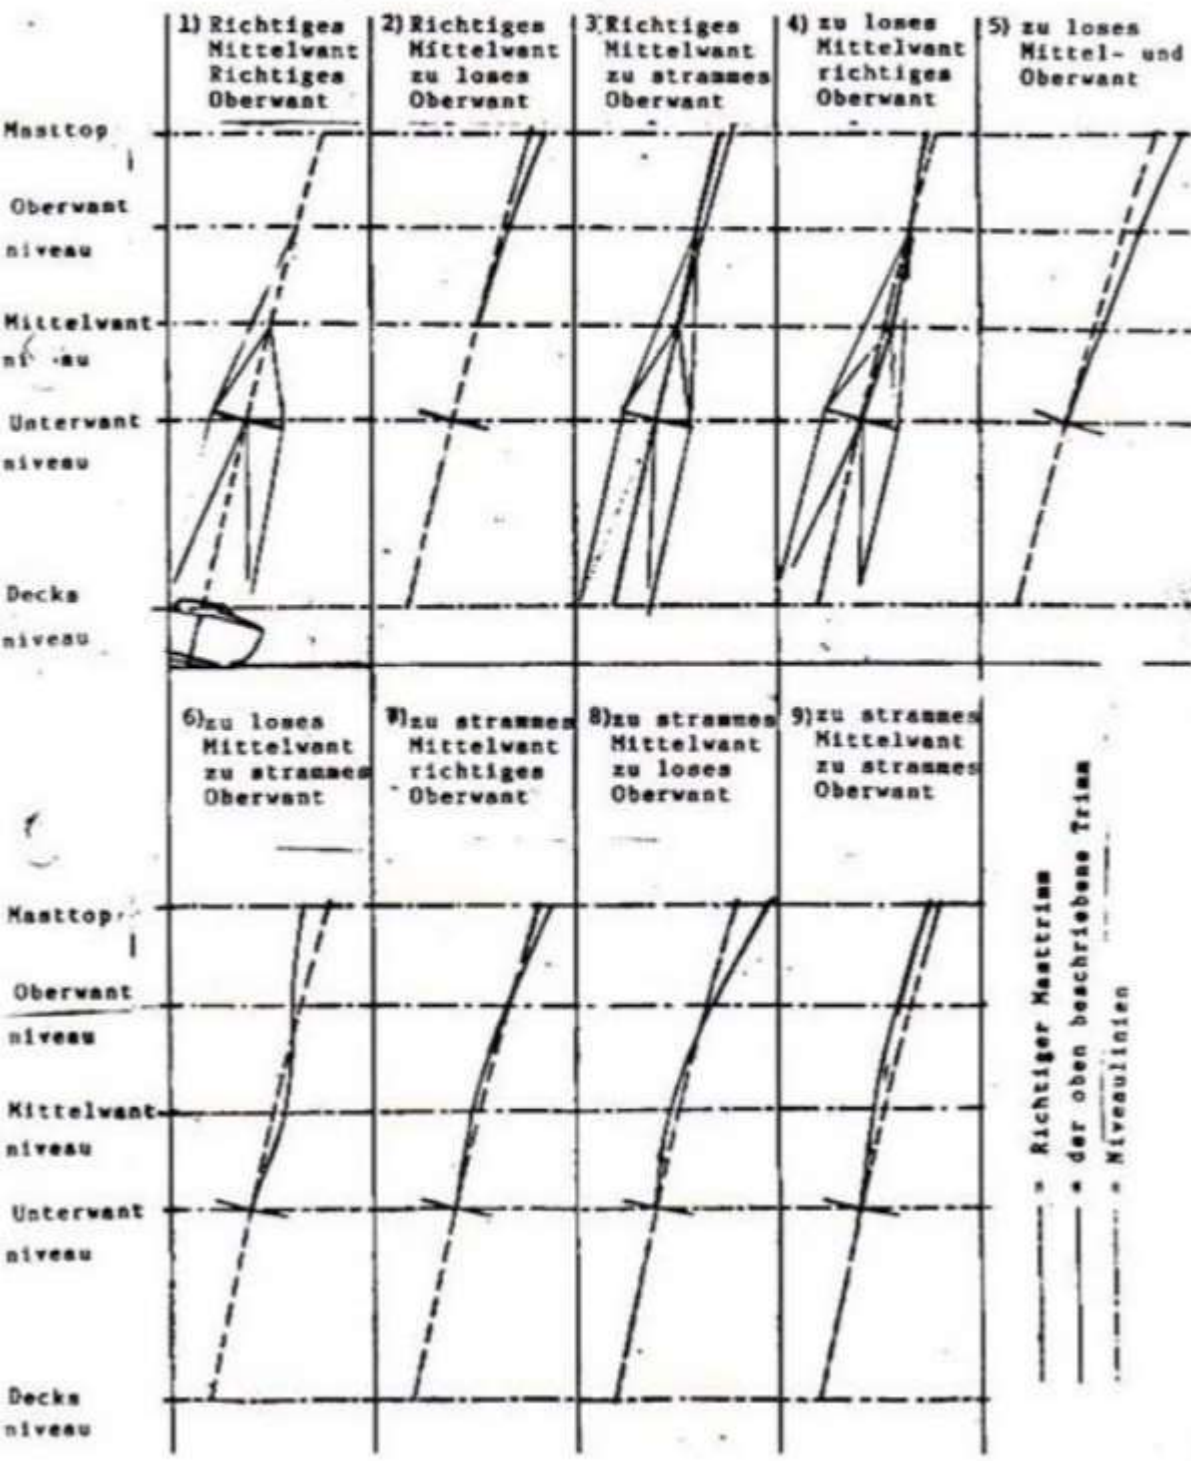 1) Richtiges
Mittelwant
Richtiges
Oberwant
2) Richtiges
Mittelwant
zu loses
Oberwant
3 Richtiges
Mittelwant
zu strammes
Oberwant
4) zu loses
Mittelwant
richtiges
Oberwant
5) zu loses
Mittel- und
Oberwant
Masttop
Oberwant
niveau
Mittelwant
Unterwant
niveau
Decks
niveau
6) zu loses
Mittelwant
zu strammes
Oberwant
7) zu strammes
Mittelwant
richtiges
Oberwant
8) zu strammes
Mittelwant
zu loses
Oberwant
9) zu strammes
Mittelwant
zu strammes
Oberwant
Masttop
Oberwant
niveau
Mittelwant
niveau
Unterwant
niveau
Decks
niveau
= Richtiger Masttrimm
= der oben beschriebene Trimm
= Niveaulinien